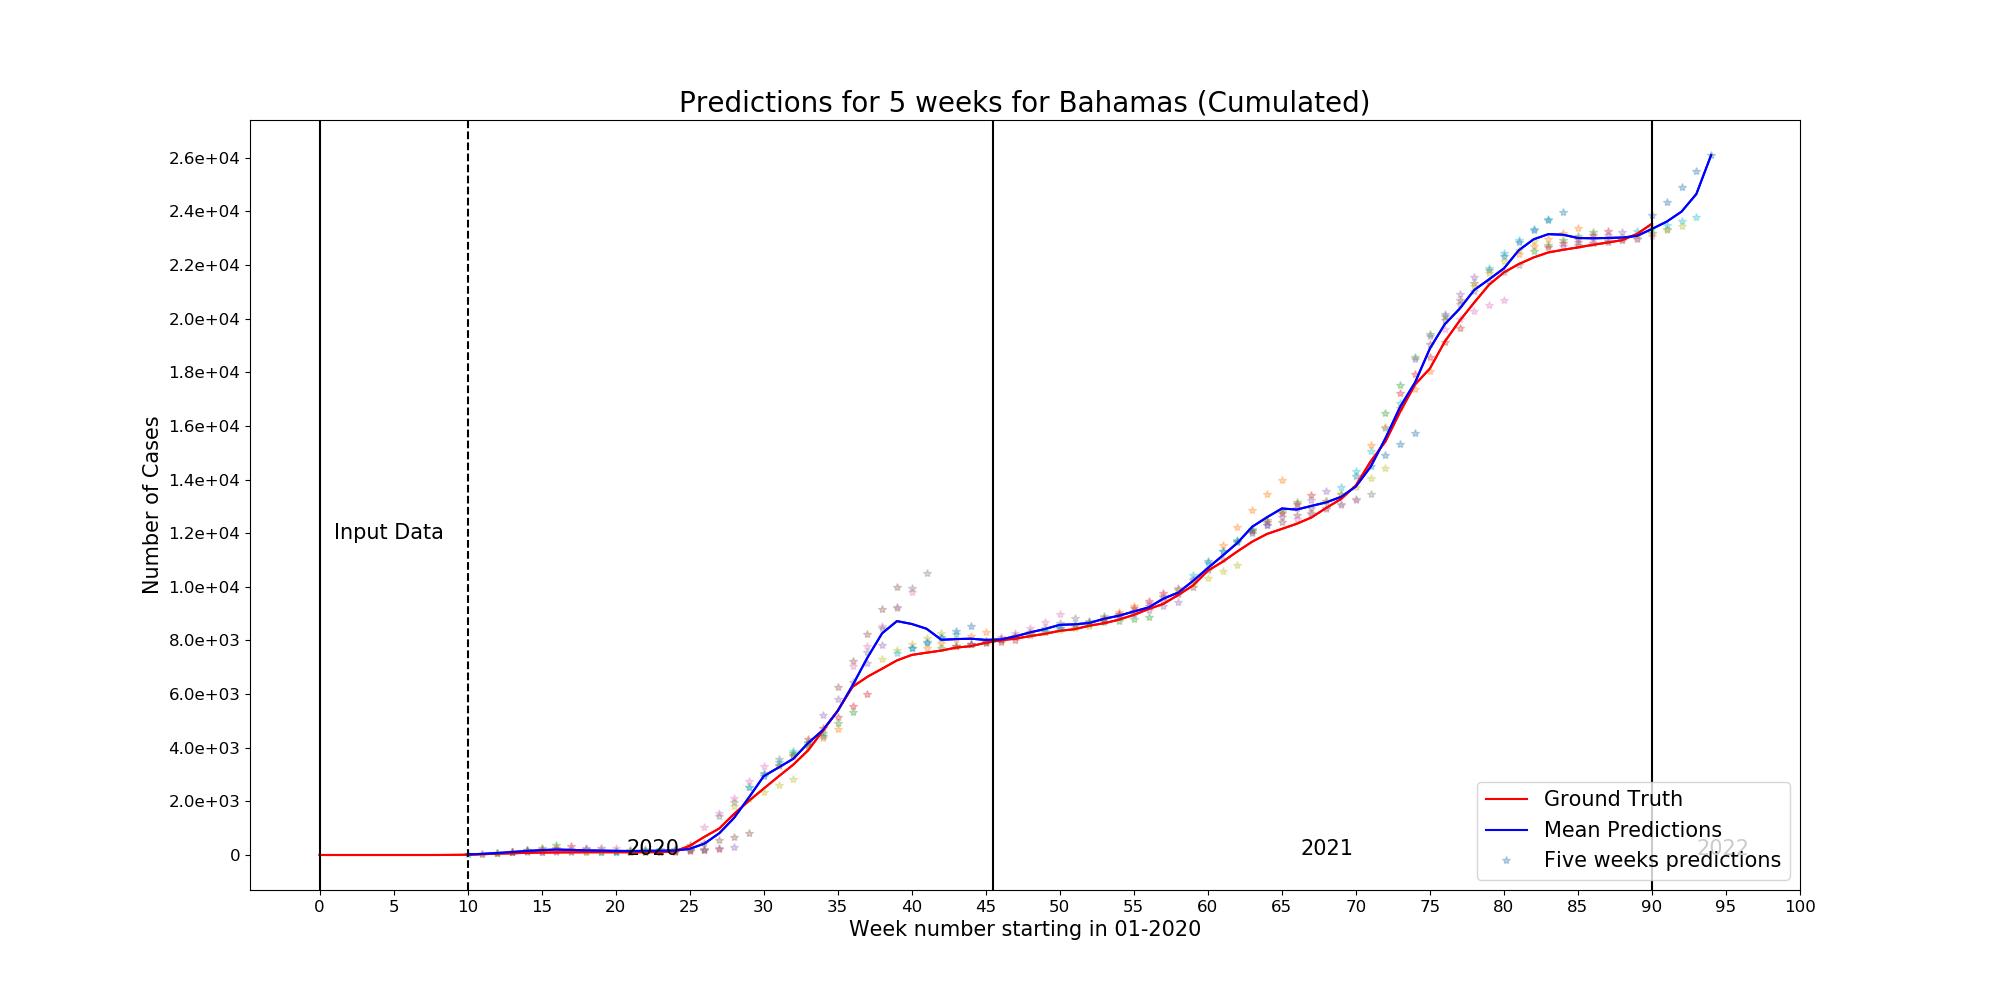 Predictions for 5 weeks for Bahamas (Cumulated)
2.6e+04
2.4e+04
2.2e+04
2.0e+04
1.8e+04
1.6e+04
1.4e+04
1.2e+04
1.0e+04
8.0e+03
6.0e+03
4.0e+03
2.0e+03
0
Number of Cases
Input Data
2020
2021
2022
Ground Truth
Mean Predictions
Five weeks predictions
0 5 10 15 20 25 30 35 40 45 50 55 60 65 70 75 80 85 90 95 100
Week number starting in 01-2020